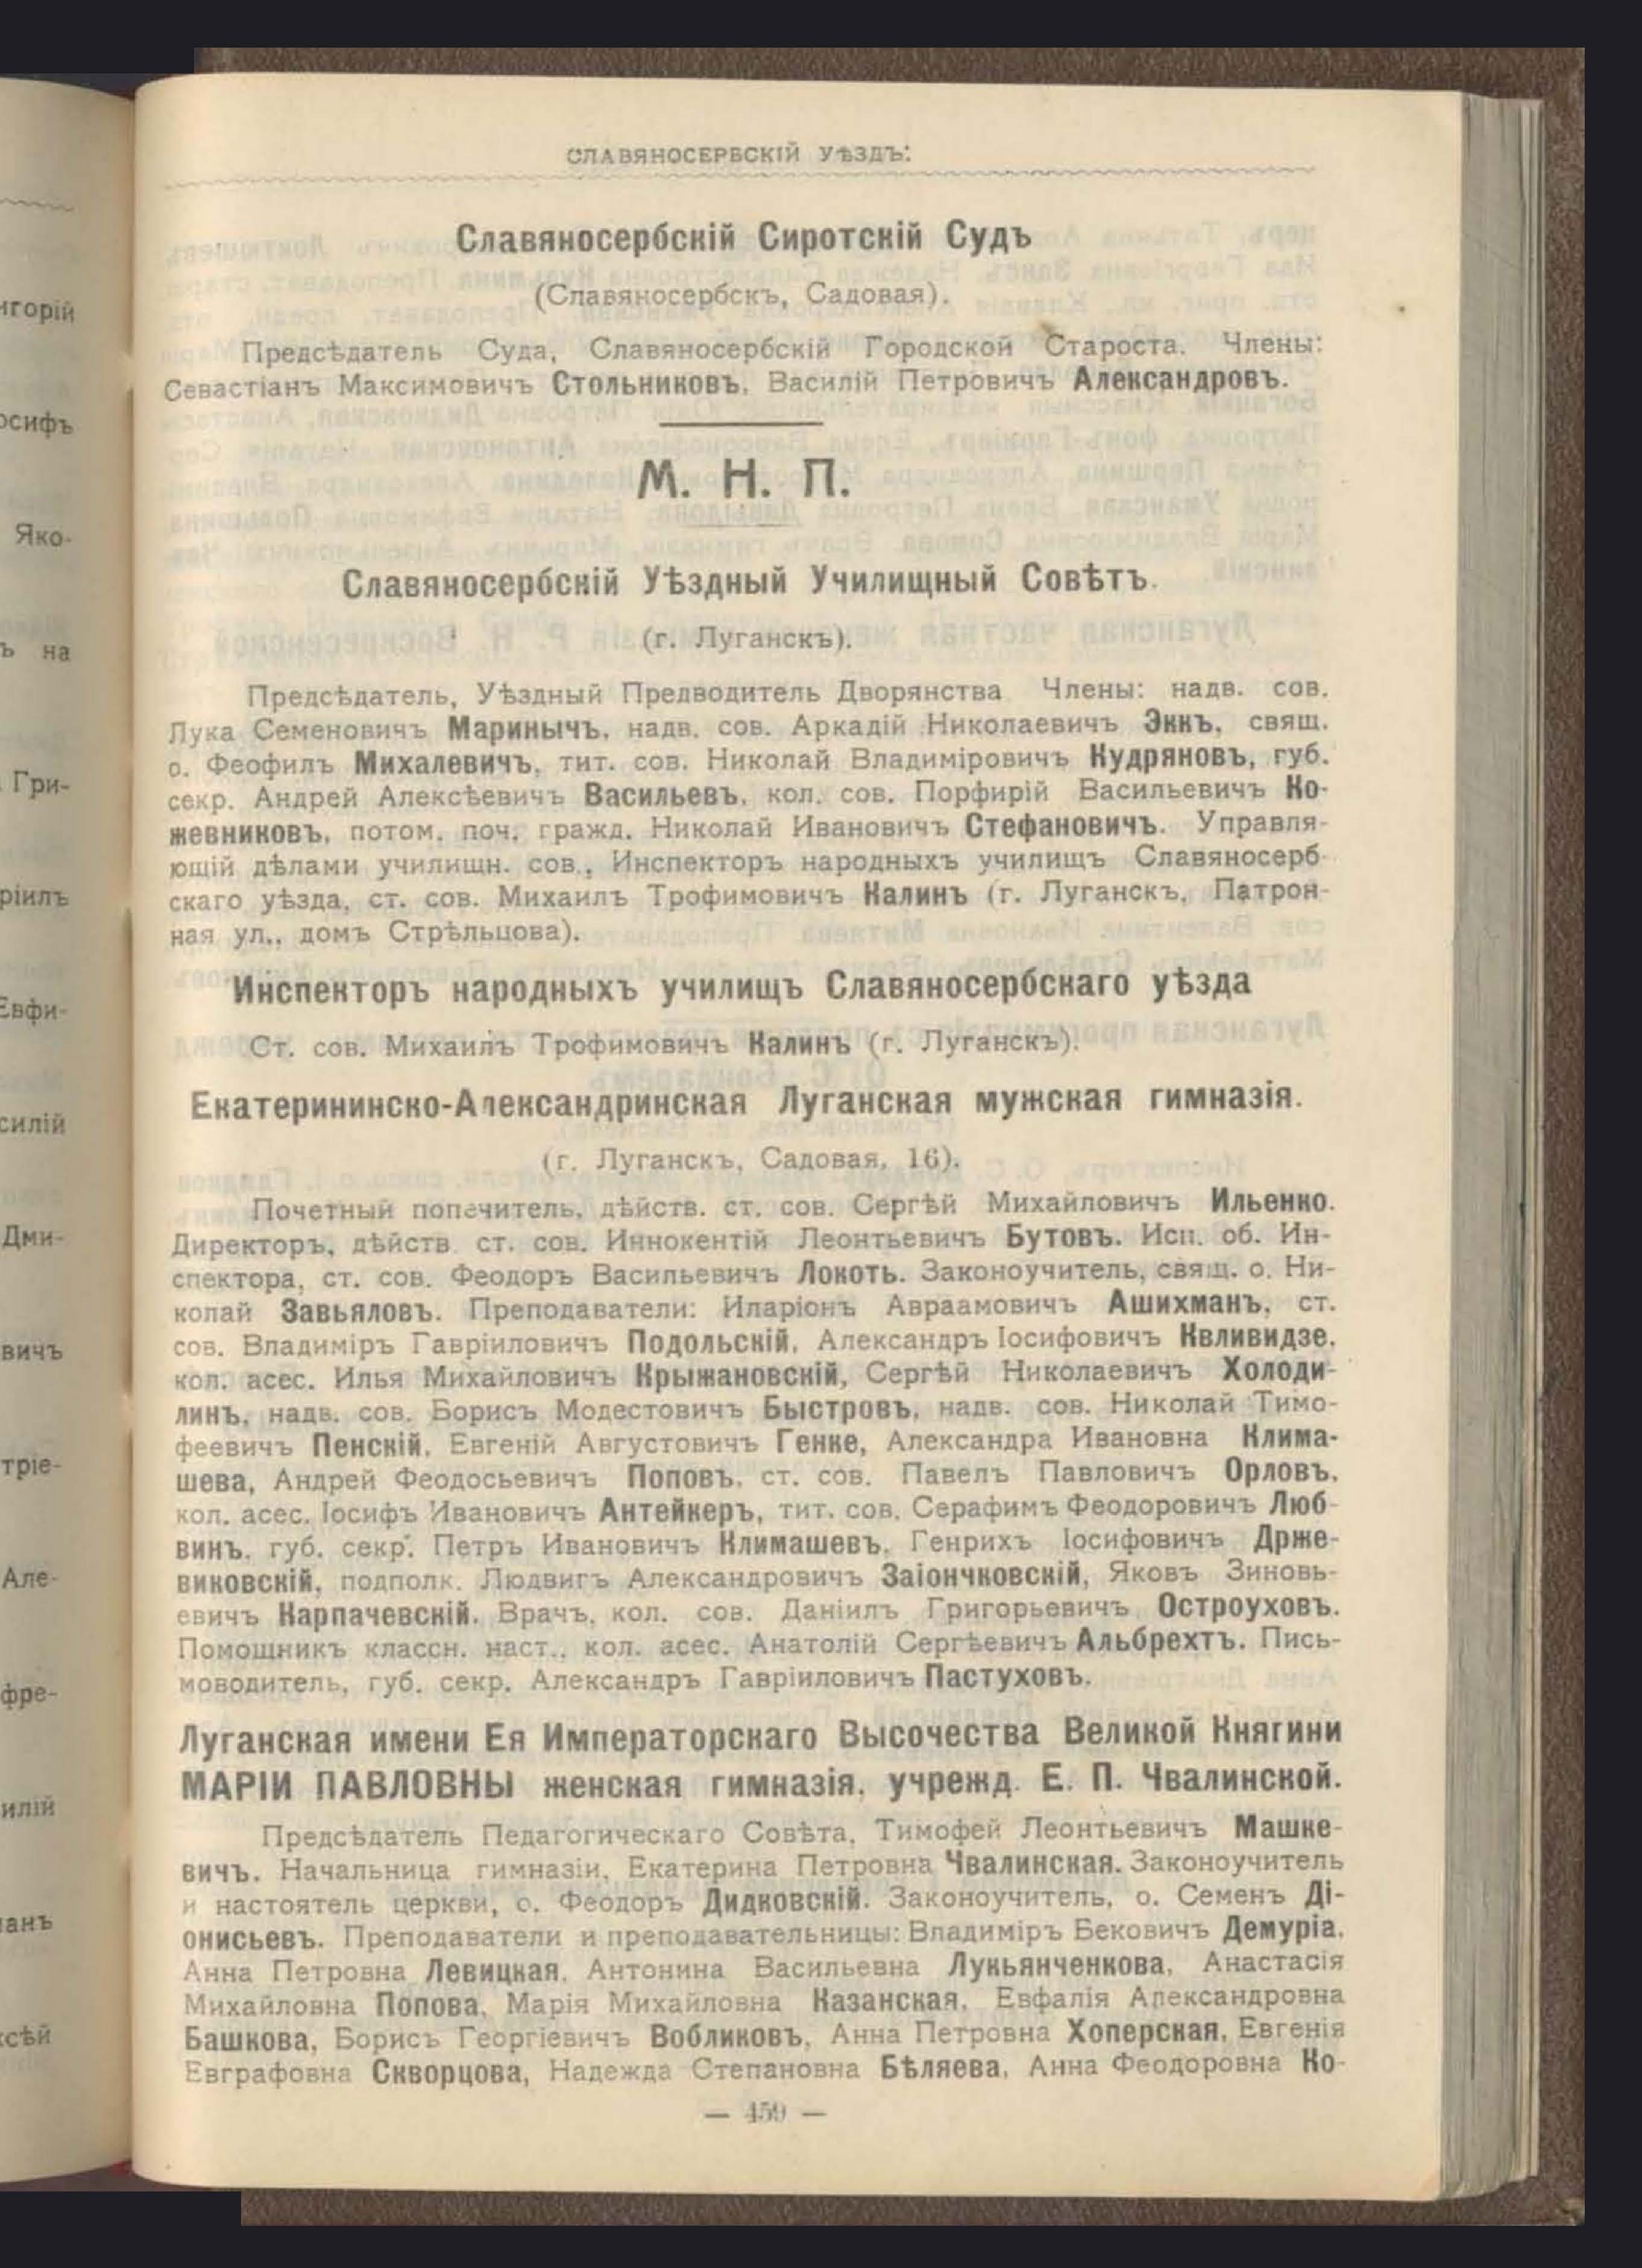 СЛАВЯНОСЕРБСКІЙ УѢЗДЪ:
Славяносербскій Сиротскій Судъ
(Славяносербскъ, Садовая).
Предсѣдатель Суда, Славяносербскій Городской Староста. Члены:
Севастіанъ Максимовичъ Стольниковъ, Василій Петровичъ Александровъ.
М. Н. П.
Славяносербскій Уѣздный Училищный Совѣтъ.
(г. Луганскъ).
Предсѣдатель, Уѣздный Предводитель Дворянства Члены: надв. сов.
Лука Семеновичъ Маринычъ, надв. сов. Аркадій Николаевичъ Эккъ, свящ.
о. Феофилъ Михалевичъ, тит. сов. Николай Владиміровичъ Кудряновъ, губ.
секр. Андрей Алексѣевичъ Васильевъ, кол. сов. Порфирій Васильевичъ Ко-
жевниковъ, потом. поч. гражд. Николай Ивановичъ Стефановичъ. Управля-
ющій дѣлами училищн. сов., Инспекторъ народныхъ училищъ Славяносерб-
скаго уѣзда, ст. сов. Михаилъ Трофимовичъ Калинъ (г. Луганскъ, Патрон-
ная ул., домъ Стрѣльцова).
Инспекторъ народныхъ училищъ Славяносербскаго уѣзда
Ст. сов. Михаилъ Трофимовичъ Калинъ (г. Луганскъ).
Екатерининско-Александринская Луганская мужская гимназія.
(г. Луганскъ, Садовая, 16).
Почетный попечитель, дѣйств. ст. сов. Сергѣй Михайловичъ Ильенко.
Директоръ, дѣйств. ст. сов. Иннокентій Леонтьевичъ Бутовъ. Исп. об. Ин-
спектора, ст. сов. Феодоръ Васильевичъ Локоть. Законоучитель, свящ. о. Ни-
колай Завьяловъ. Преподаватели: Иларіонъ Авраамовичъ Ашихманъ, ст.
сов. Владиміръ Гавріиловичъ Подольскій, Александръ Іосифовичъ Квливидзе,
кол. асес. Илья Михайловичъ Крыжановскій, Сергѣй Николаевичъ Холоди-
линъ, надв. сов. Борисъ Модестовичъ Быстровъ, надв. сов. Николай Тимо-
феевичъ Пенскій, Евгеній Августовичъ Генке, Александра Ивановна Клима-
шева, Андрей Феодосьевичъ Поповъ, ст. сов. Павелъ Павловичъ Орловъ,
кол. асес. Іосифъ Ивановичъ Антейкеръ, тит. сов. Серафимъ Феодоровичъ Люб-
винъ, губ. секр. Петръ Ивановичъ Климашевъ, Генрихъ Іосифовичъ Држе-
виковскій, подполк. Людвигъ Александровичъ Заіончковскій, Яковъ Зиновь-
евичъ Карпачевскій. Врачъ, кол. сов. Даніилъ Григорьевичъ Остроуховъ.
Помощникъ классн. наст., кол. асес. Анатолій Сергѣевичъ Альбрехтъ. Пись-
моводитель, губ. секр. Александръ Гавріиловичъ Пастуховъ.
Луганская имени Ея Императорскаго Высочества Великой Княгини
МАРІИ ПАВЛОВНЫ женская гимназія, учрежд. Е. П. Чвалинской.
Предсѣдатель Педагогическаго Совѣта, Тимофей Леонтьевичъ Машке-
вичъ. Начальница гимназіи, Екатерина Петровна Чвалинская. Законоучитель
и настоятель церкви, о. Феодоръ Дидковскій. Законоучитель, о. Семенъ Ді-
онисьевъ. Преподаватели и преподавательницы: Владиміръ Бековичъ Демуріа,
Анна Петровна Левицкая, Антонина Васильевна Лукьянченкова, Анастасія
Михайловна Попова, Марія Михайловна Казанская, Евфалія Александровна
Башкова, Борисъ Георгіевичъ Вобликовъ, Анна Петровна Хоперская, Евгенія
Евграфовна Скворцова, Надежда Степановна Бѣляева, Анна Феодоровна Ко-
— 459 —